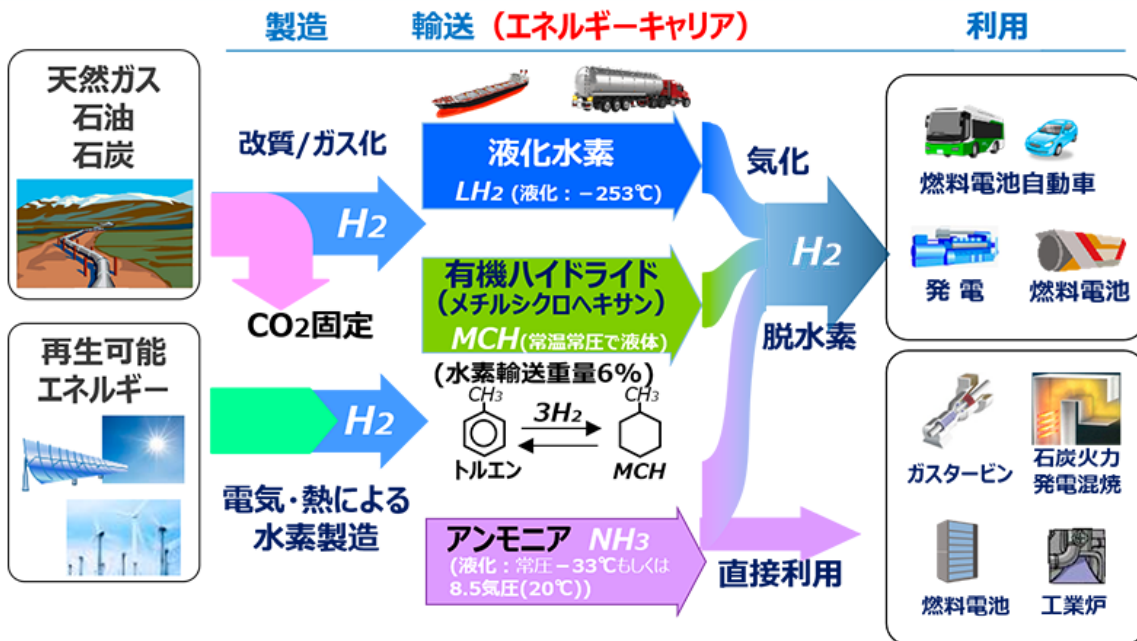 製造
輸送（エネルギーキャリア）
利用
天然ガス
石油
石炭
改質/ガス化
H2
CO2固定
再生可能
エネルギー
H2
電気・熱による
水素製造
液化水素
LH2 (液化：－253℃)
有機ハイドライド
（メチルシクロヘキサン）
MCH(常温常圧で液体)
(水素輸送重量6%)
CH3
3H2
CH3
トルエン
MCH
アンモニア NH3
(液化：常圧－33℃もしくは
8.5気圧(20℃))
気化
H2
脱水素
直接利用
燃料電池自動車
発電
燃料電池
ガスタービン
石炭火力
発電混焼
燃料電池
工業炉